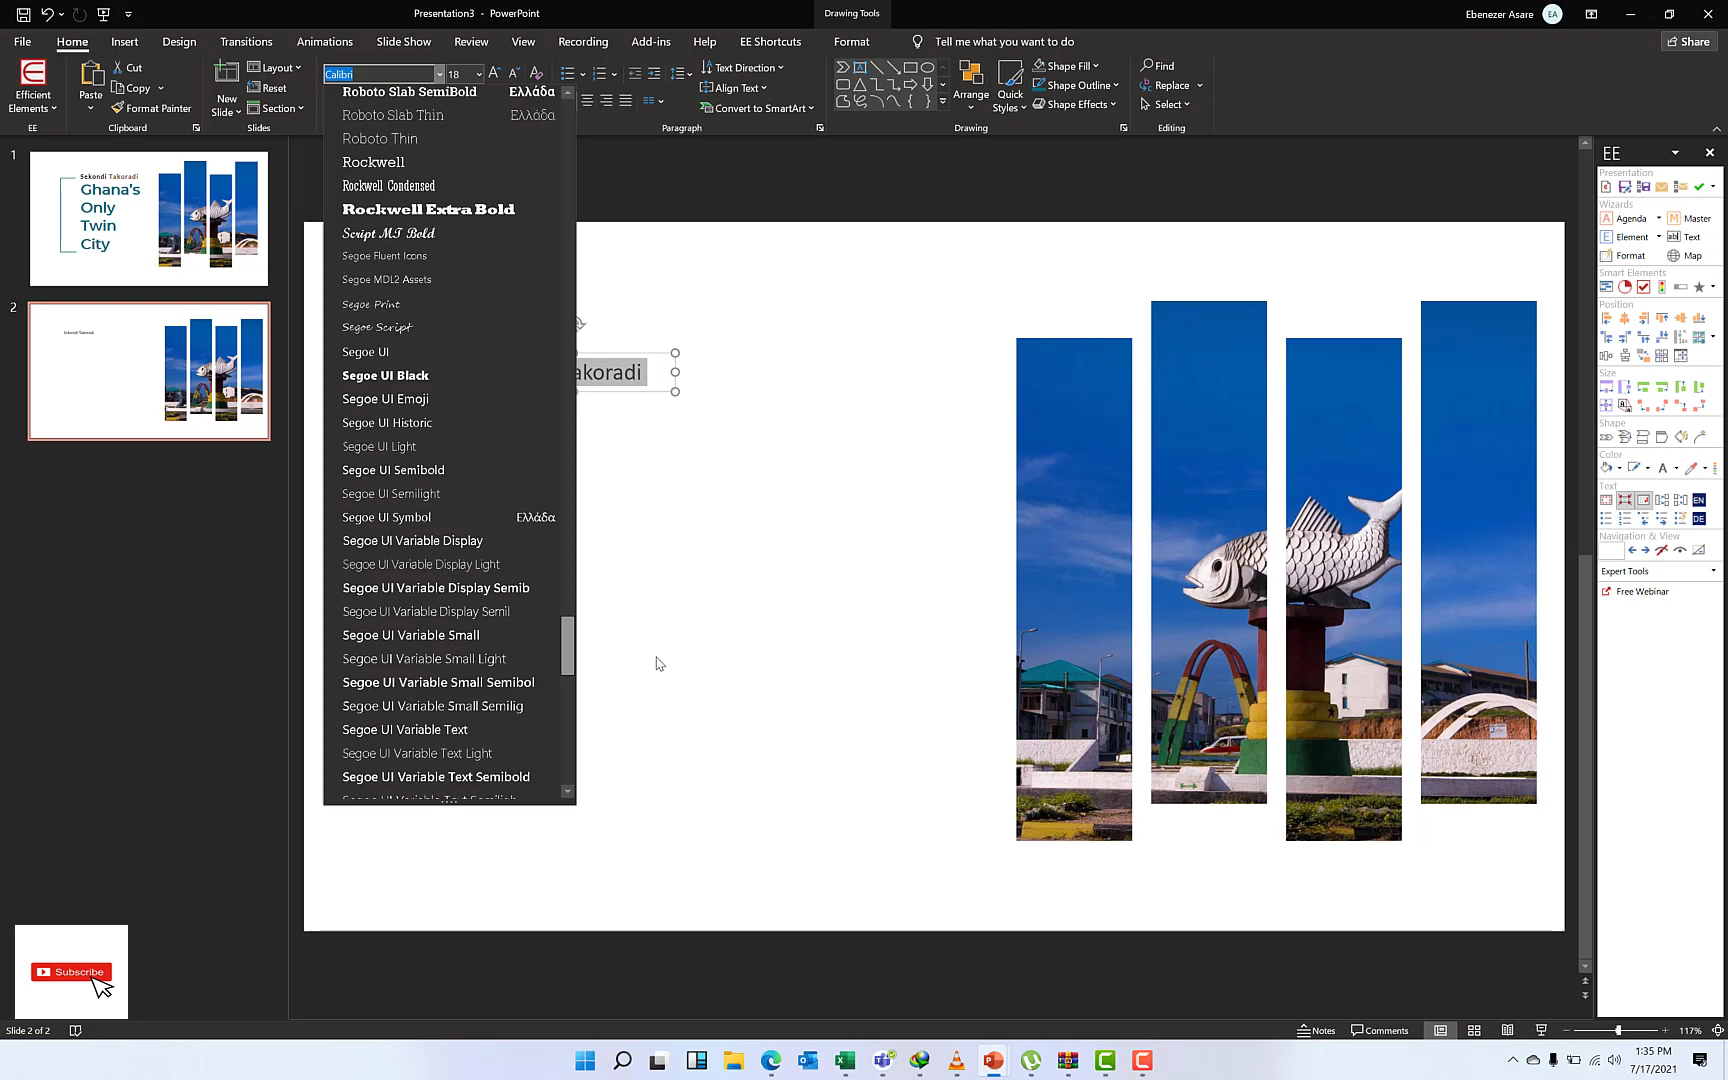 Presentation3 - PowerPoint
Drawing Tools
Ebenezer Asare
EA
File
Home
Insert
Design
Transitions
Animations
Slide Show
Review
View
Recording
Add-ins
Help
EE Shortcuts
Format
Tell me what you want to do
Share
Efficient
Elements
EE
Paste
Cut
Copy
Format Painter
Clipboard
New
Slide
Layout
Reset
Section
Slides
Calibri
18
Text Direction
Align Text
Convert to SmartArt
Paragraph
Arrange
Quick
Styles
Shape Fill
Shape Outline
Shape Effects
Drawing
Find
Replace
Select
Editing
1
Sekondi Takoradi
Ghana's
Only
Twin
City
2
Sekondi Takoradi
Roboto Slab SemiBold Ελλάδα
Roboto Slab Thin Ελλάδα
Roboto Thin
Rockwell
Rockwell Condensed
Rockwell Extra Bold
Script MT Bold
Segoe Fluent Icons
Segoe MDL2 Assets
Segoe Print
Segoe Script
Segoe UI
Segoe UI Black
Segoe UI Emoji
Segoe UI Historic
Segoe UI Light
Segoe UI Semibold
Segoe UI Semilight
Segoe UI Symbol Ελλάδα
Segoe UI Variable Display
Segoe UI Variable Display Light
Segoe UI Variable Display Semib
Segoe UI Variable Display Semil
Segoe UI Variable Small
Segoe UI Variable Small Light
Segoe UI Variable Small Semibol
Segoe UI Variable Small Semilig
Segoe UI Variable Text
Segoe UI Variable Text Light
Segoe UI Variable Text Semibold
akoradi
EE
Presentation
Wizards
Agenda
Master
Element
Text
Format
Map
Smart Elements
Position
Size
Shape
Color
Text
EN
DE
Navigation & View
Expert Tools
Free Webinar
Subscribe
Slide 2 of 2
Notes
Comments
117%
1:35 PM
7/17/2021